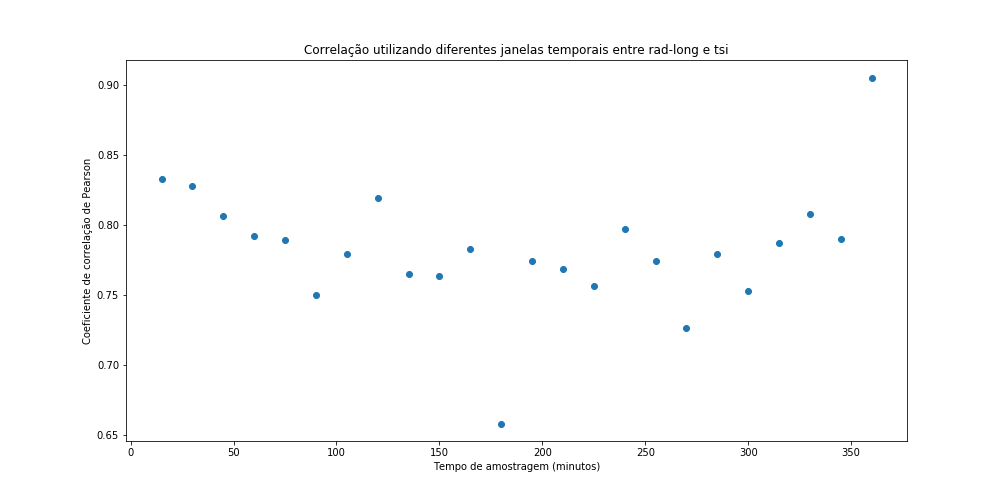 Correlação utilizando diferentes janelas temporais entre rad-long e tsi
Coeficiente de correlação de Pearson
0.90
0.85
0.80
0.75
0.70
0.65
0 50 100 150 200 250 300 350
Tempo de amostragem (minutos)